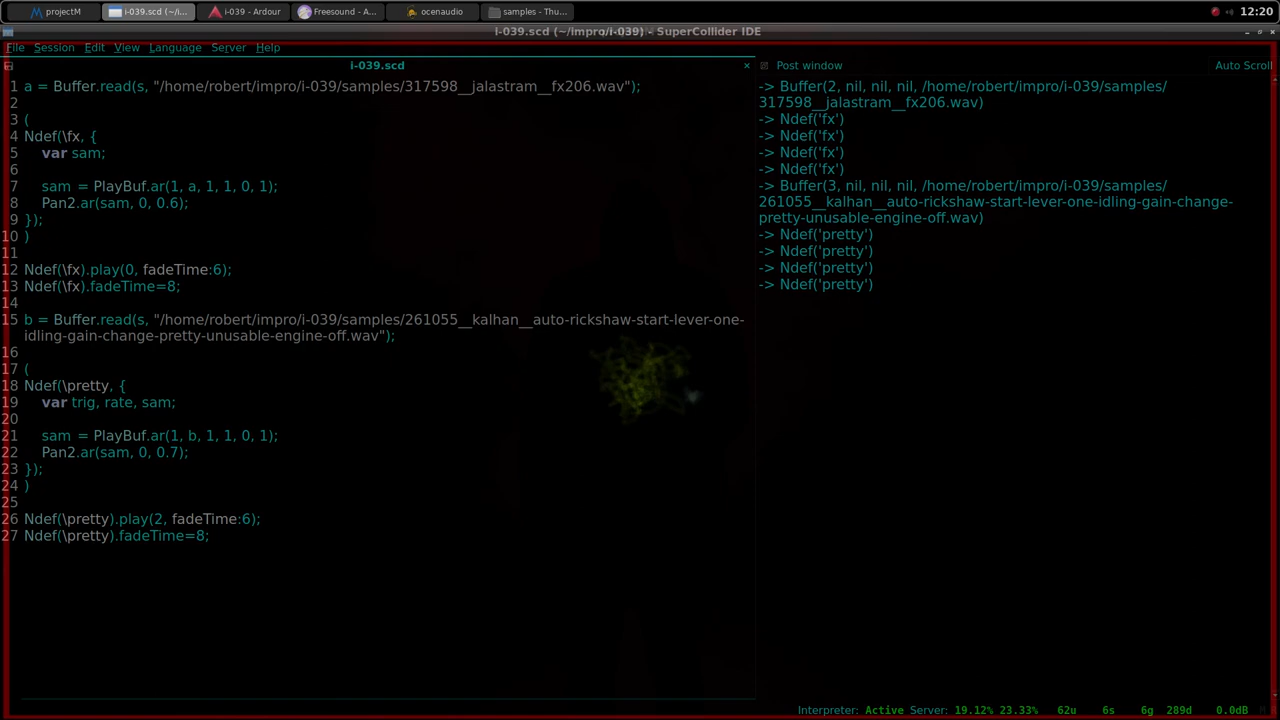 projectM
i-039.scd (~/i...
i-039 - Ardour
Freesound - A...
ocenaudio
samples - Thu...
12:20
i-039.scd (~/impro/i-039) - SuperCollider IDE
File Session Edit View Language Server Help
i-039.scd
Post window
Auto Scroll
1 a = Buffer.read(s, "/home/robert/impro/i-039/samples/317598__jalastram__fx206.wav");
2
3 (
4 Ndef(\fx, {
5 var sam;
6
7 sam = PlayBuf.ar(1, a, 1, 1, 0, 1);
8 Pan2.ar(sam, 0, 0.6);
9 });
10 )
11
12 Ndef(\fx).play(0, fadeTime:6);
13 Ndef(\fx).fadeTime=8;
14
15 b = Buffer.read(s, "/home/robert/impro/i-039/samples/261055__kalhan__auto-rickshaw-start-lever-one-
idling-gain-change-pretty-unusable-engine-off.wav");
16
17 (
18 Ndef(\pretty, {
19 var trig, rate, sam;
20
21 sam = PlayBuf.ar(1, b, 1, 1, 0, 1);
22 Pan2.ar(sam, 0, 0.7);
23 });
24 )
25
26 Ndef(\pretty).play(2, fadeTime:6);
27 Ndef(\pretty).fadeTime=8;
-> Buffer(2, nil, nil, nil, /home/robert/impro/i-039/samples/
317598__jalastram__fx206.wav)
-> Ndef('fx')
-> Ndef('fx')
-> Ndef('fx')
-> Ndef('fx')
-> Buffer(3, nil, nil, nil, /home/robert/impro/i-039/samples/
261055__kalhan__auto-rickshaw-start-lever-one-idling-gain-change-
pretty-unusable-engine-off.wav)
-> Ndef('pretty')
-> Ndef('pretty')
-> Ndef('pretty')
-> Ndef('pretty')
Interpreter: Active Server: 19.12% 23.33% 62u 6s 6g 289d 0.0dB